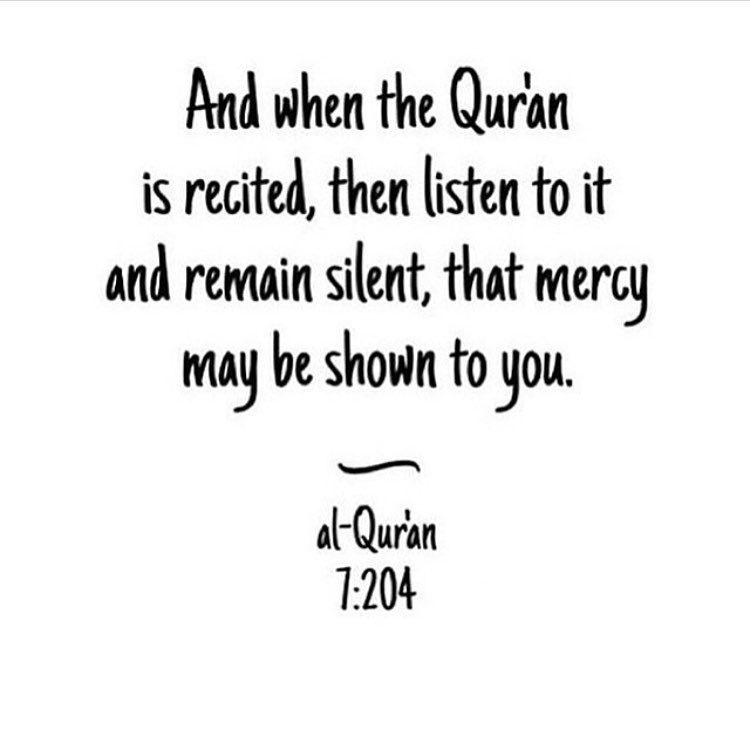 And when the Qur'an
is recited, then listen to it
and remain silent, that mercy
may be shown to you.
al-Qur'an
7:204